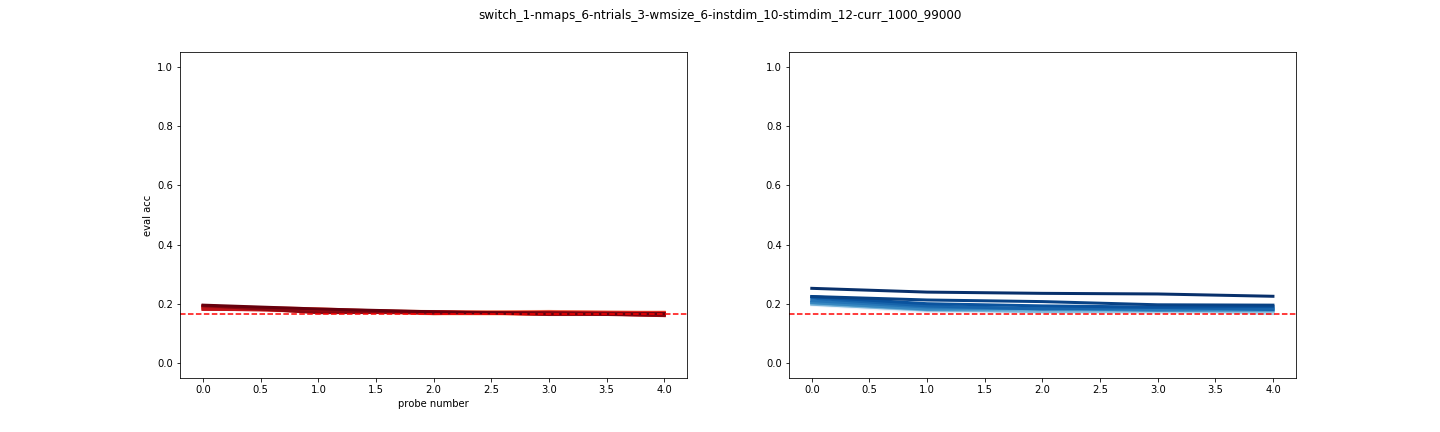 switch_1-nmaps_6-ntrials_3-wmsize_6-instdim_10-stimdim_12-curr_1000_99000
1.0
0.8
0.6
0.4
0.2
0.0
eval acc
0.0 0.5 1.0 1.5 2.0 2.5 3.0 3.5 4.0
probe number
1.0
0.8
0.6
0.4
0.2
0.0
0.0 0.5 1.0 1.5 2.0 2.5 3.0 3.5 4.0